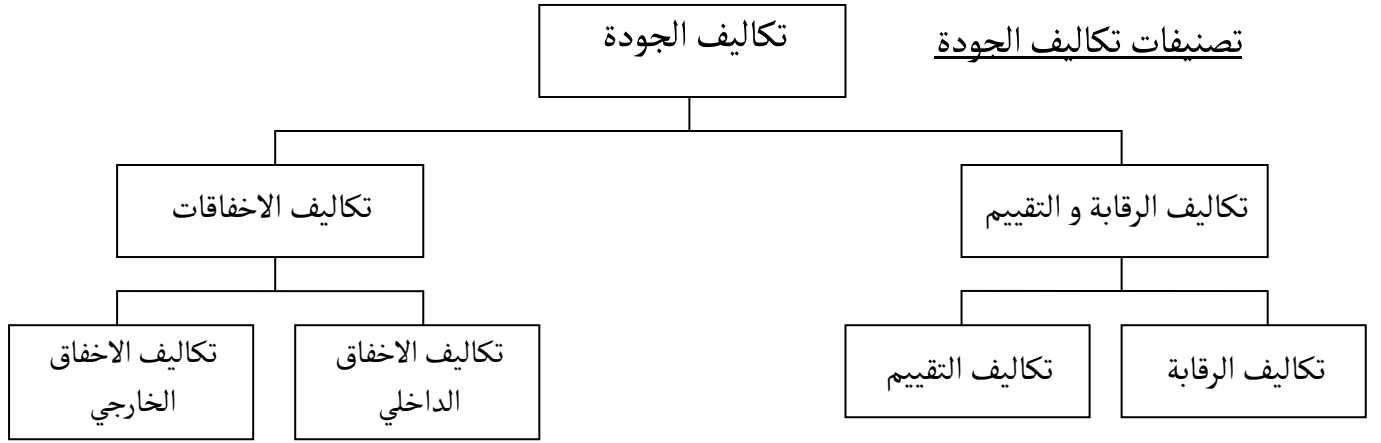 تصنيفات تكاليف الجودة
تكاليف الجودة
تكاليف الرقابة و التقييم
تكاليف الاخفاقات
تكاليف الرقابة
تكاليف التقييم
تكاليف الاخفاق
الداخلي
تكاليف الاخفاق
الخارجي